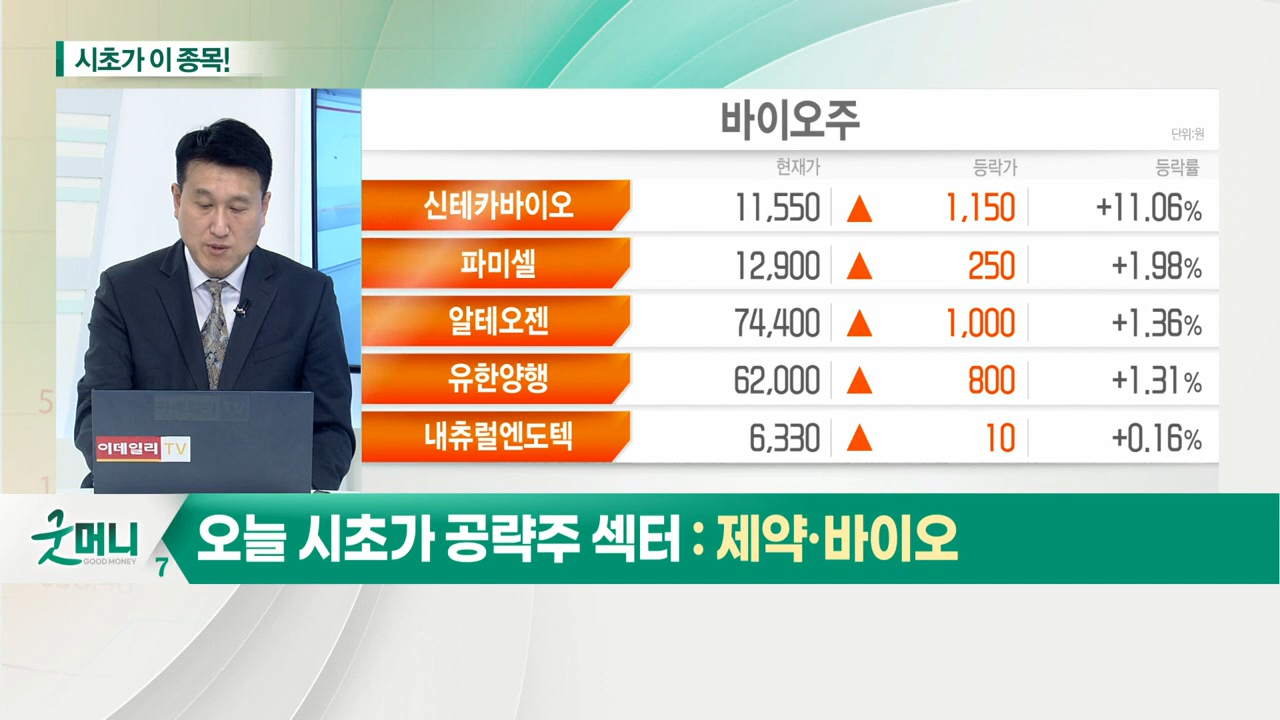 시초가 이 종목!
바이오주
단위:원
현재가 등락가 등락률
신테카바이오 11,550 ▲ 1,150 +11.06%
파미셀 12,900 ▲ 250 +1.98%
알테오젠 74,400 ▲ 1,000 +1.36%
유한양행 62,000 ▲ 800 +1.31%
내츄럴엔도텍 6,330 ▲ 10 +0.16%
이데일리 TV
굿머니
GOOD MONEY
7
오늘 시초가 공략주 섹터 : 제약·바이오